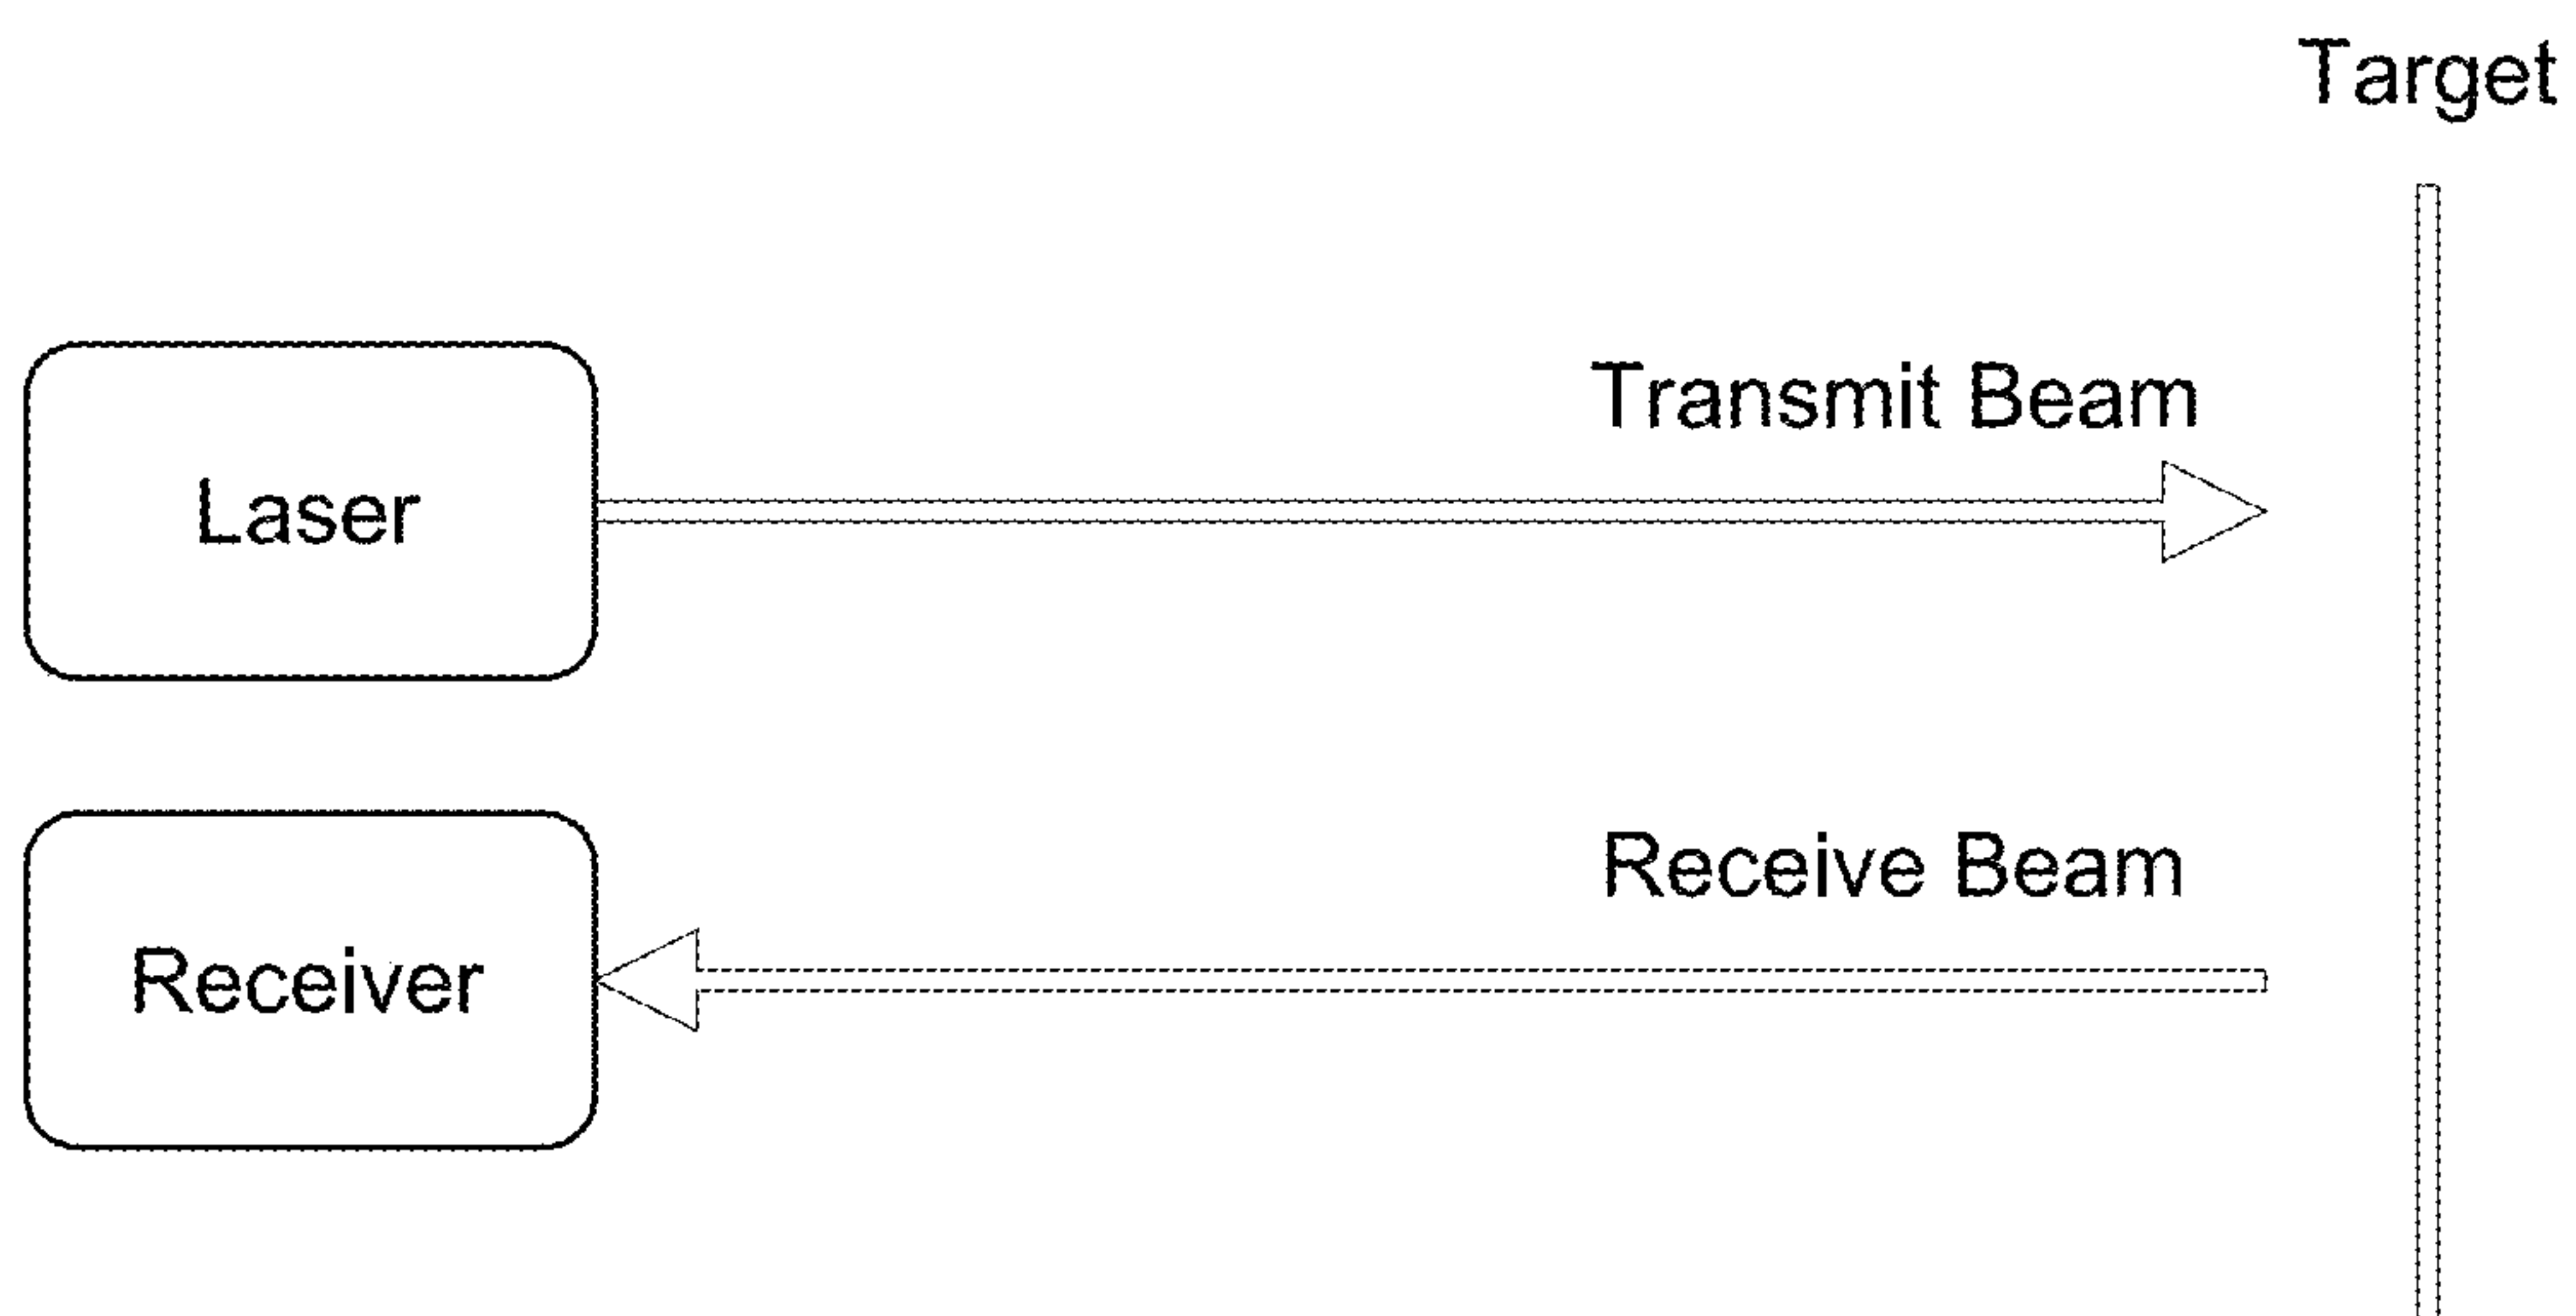 Target
Transmit Beam
Laser
Receive Beam
Receiver